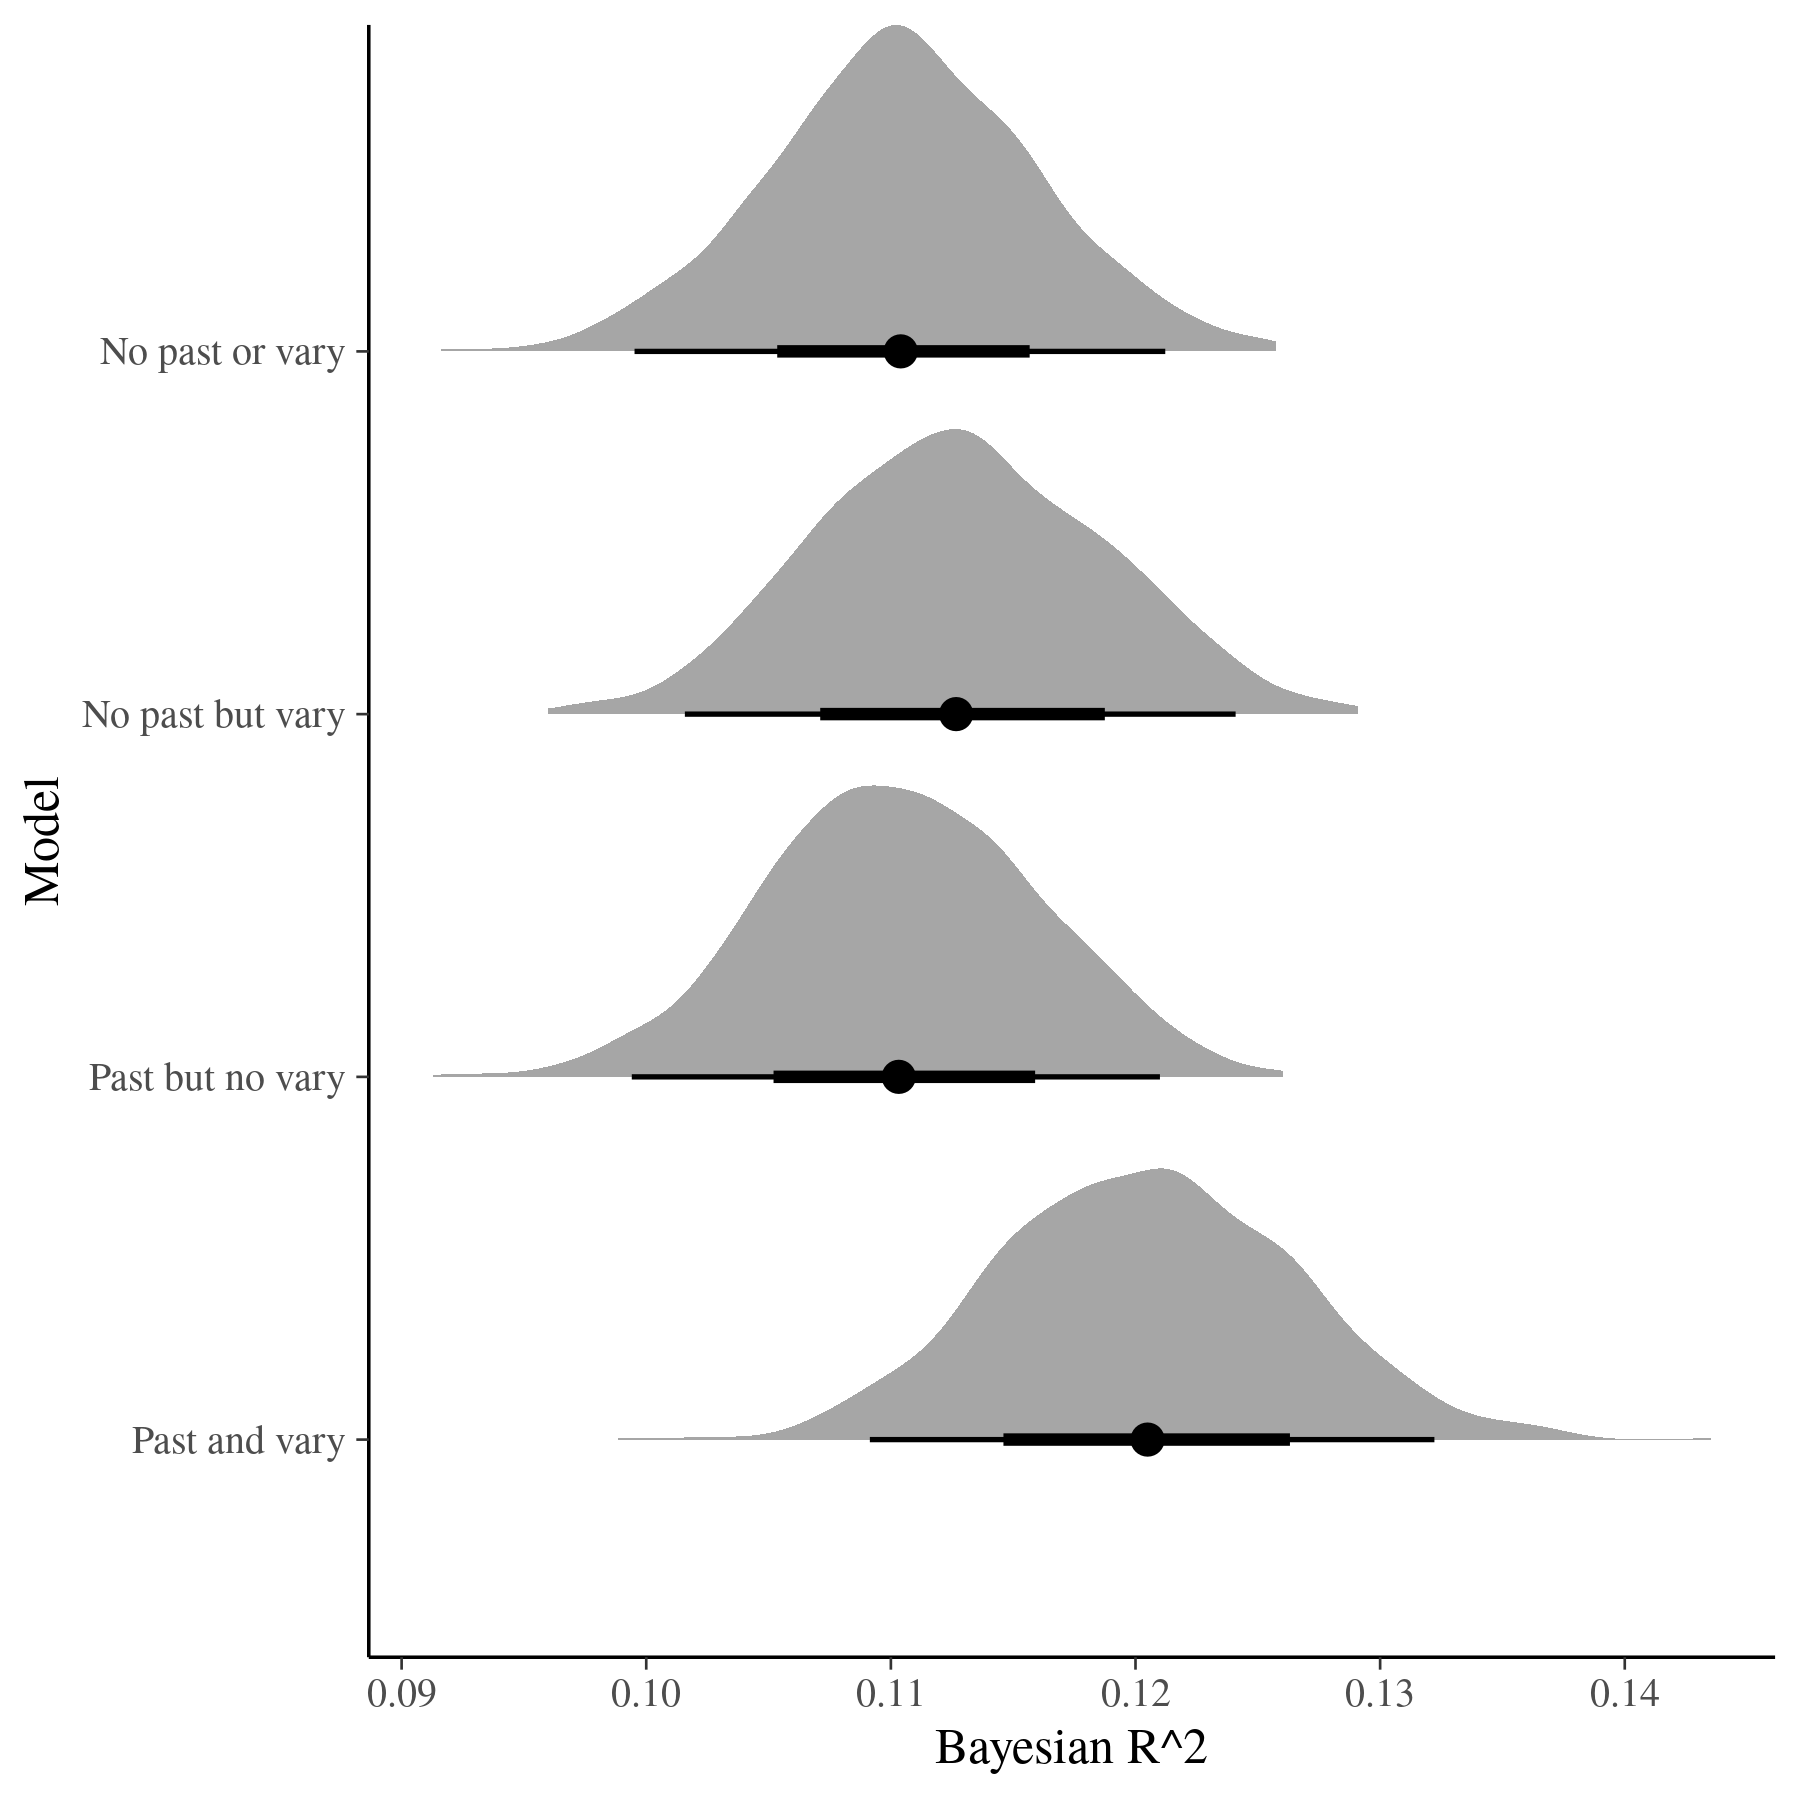 No past or vary
No past but vary
Past but no vary
Past and vary
Model
0.09 0.10 0.11 0.12 0.13 0.14
Bayesian R^2